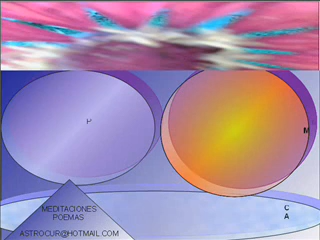 M
C
A
MEDITACIONES
POEMAS
ASTROCUR@HOTMAIL.COM